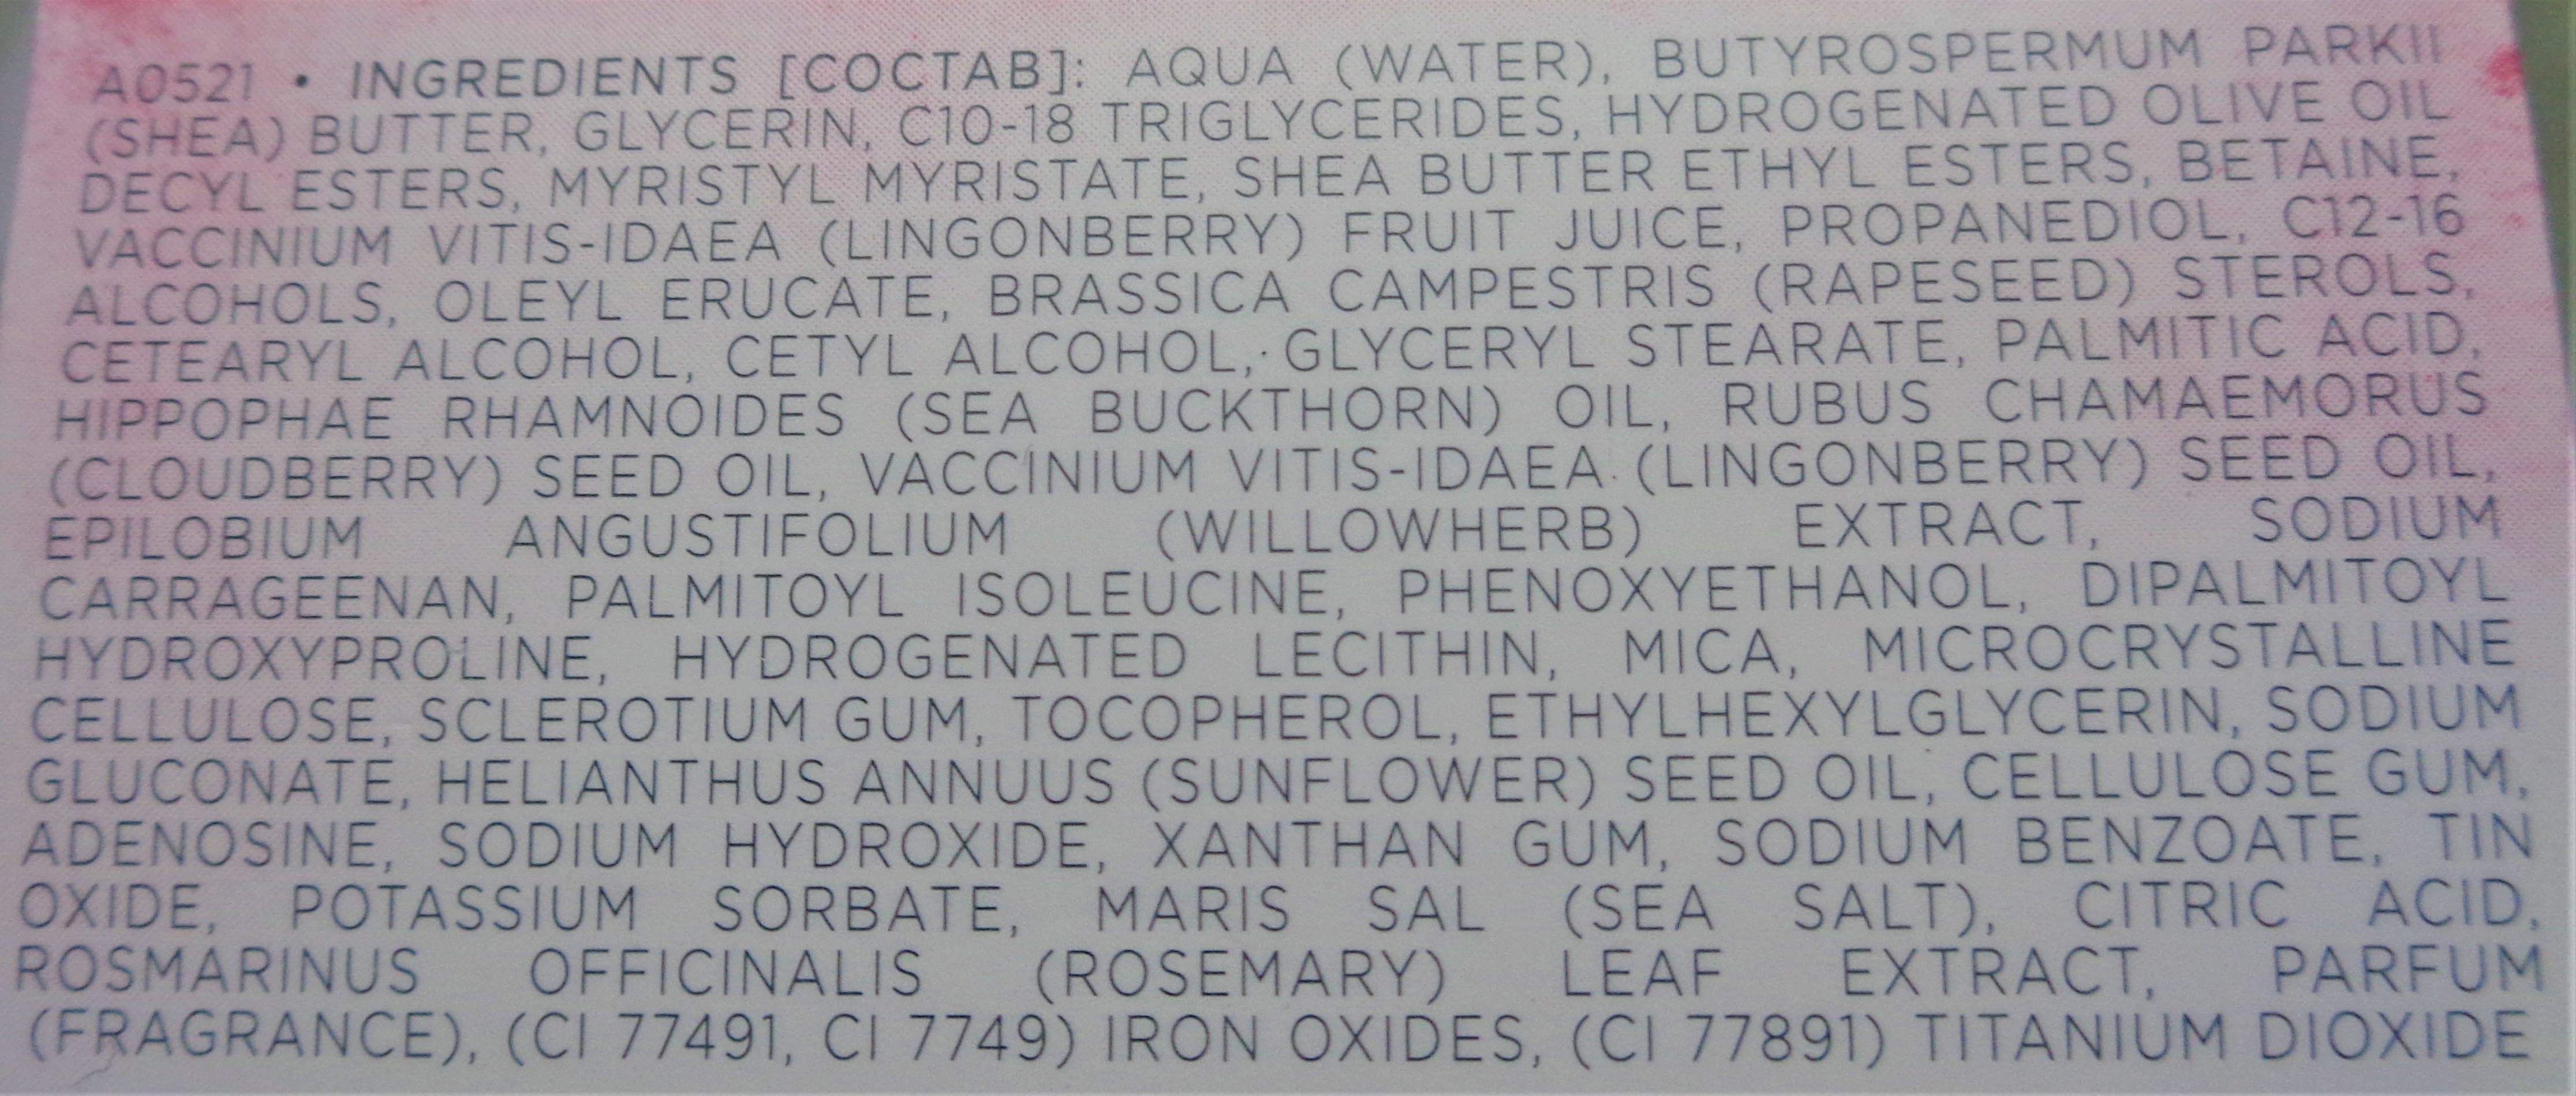 A0521 • INGREDIENTS [СОСТАВ]: AQUA (WATER), BUTYROSPERMUM PARKII
(SHEA) BUTTER, GLYCERIN, C10-18 TRIGLYCERIDES, HYDROGENATED OLIVE OIL
DECYL ESTERS, MYRISTYL MYRISTATE, SHEA BUTTER ETHYL ESTERS, BETAINE,
VACCINIUM VITIS-IDAEA (LINGONBERRY) FRUIT JUICE, PROPANEDIOL, C12-16
ALCOHOLS, OLEYL ERUCATE, BRASSICA CAMPESTRIS (RAPESEED) STEROLS,
CETEARYL ALCOHOL, CETYL ALCOHOL, GLYCERYL STEARATE, PALMITIC ACID,
HIPPOPHAE RHAMNOIDES (SEA BUCKTHORN) OIL, RUBUS CHAMAEMORUS
(CLOUDBERRY) SEED OIL, VACCINIUM VITIS-IDAEA (LINGONBERRY) SEED OIL,
EPILOBIUM ANGUSTIFOLIUM (WILLOWHERB) EXTRACT, SODIUM
CARRAGEENAN, PALMITOYL ISOLEUCINE, PHENOXYETHANOL, DIPALMITOYL
HYDROXYPROLINE, HYDROGENATED LECITHIN, MICA, MICROCRYSTALLINE
CELLULOSE, SCLEROTIUM GUM, TOCOPHEROL, ETHYLHEXYLGLYCERIN, SODIUM
GLUCONATE, HELIANTHUS ANNUUS (SUNFLOWER) SEED OIL, CELLULOSE GUM,
ADENOSINE, SODIUM HYDROXIDE, XANTHAN GUM, SODIUM BENZOATE, TIN
OXIDE, POTASSIUM SORBATE, MARIS SAL (SEA SALT), CITRIC ACID,
ROSMARINUS OFFICINALIS (ROSEMARY) LEAF EXTRACT, PARFUM
(FRAGRANCE), (CI 77491, CI 7749) IRON OXIDES, (CI 77891) TITANIUM DIOXIDE